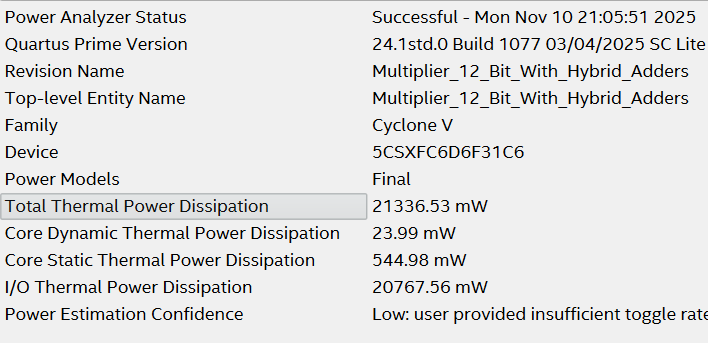 Power Analyzer Status Successful - Mon Nov 10 21:05:51 2025
Quartus Prime Version 24.1std.0 Build 1077 03/04/2025 SC Lite
Revision Name Multiplier_12_Bit_With_Hybrid_Adders
Top-level Entity Name Multiplier_12_Bit_With_Hybrid_Adders
Family Cyclone V
Device 5CSXFC6D6F31C6
Power Models Final
Total Thermal Power Dissipation 21336.53 mW
Core Dynamic Thermal Power Dissipation 23.99 mW
Core Static Thermal Power Dissipation 544.98 mW
I/O Thermal Power Dissipation 20767.56 mW
Power Estimation Confidence Low: user provided insufficient toggle rate